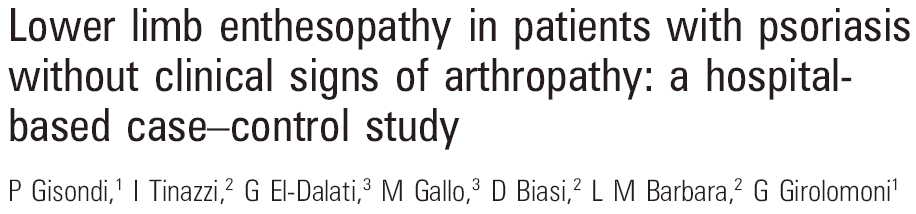 Lower limb enthesopathy in patients with psoriasis
without clinical signs of arthropathy: a hospital-
based case–control study
P Gisondi,¹ I Tinazzi,² G El-Dalati,³ M Gallo,³ D Biasi,² L M Barbara,² G Girolomoni¹